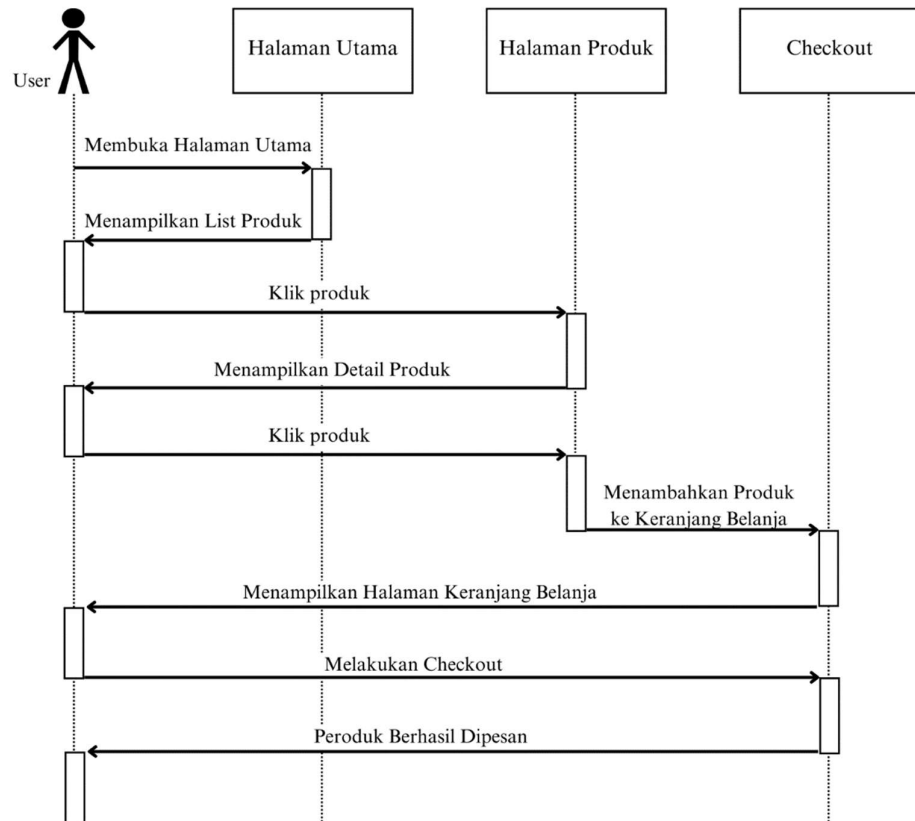 User
Halaman Utama
Halaman Produk
Checkout
Membuka Halaman Utama
Menampilkan List Produk
Klik produk
Menampilkan Detail Produk
Klik produk
Menambahkan Produk
ke Keranjang Belanja
Menampilkan Halaman Keranjang Belanja
Melakukan Checkout
Peroduk Berhasil Dipesan